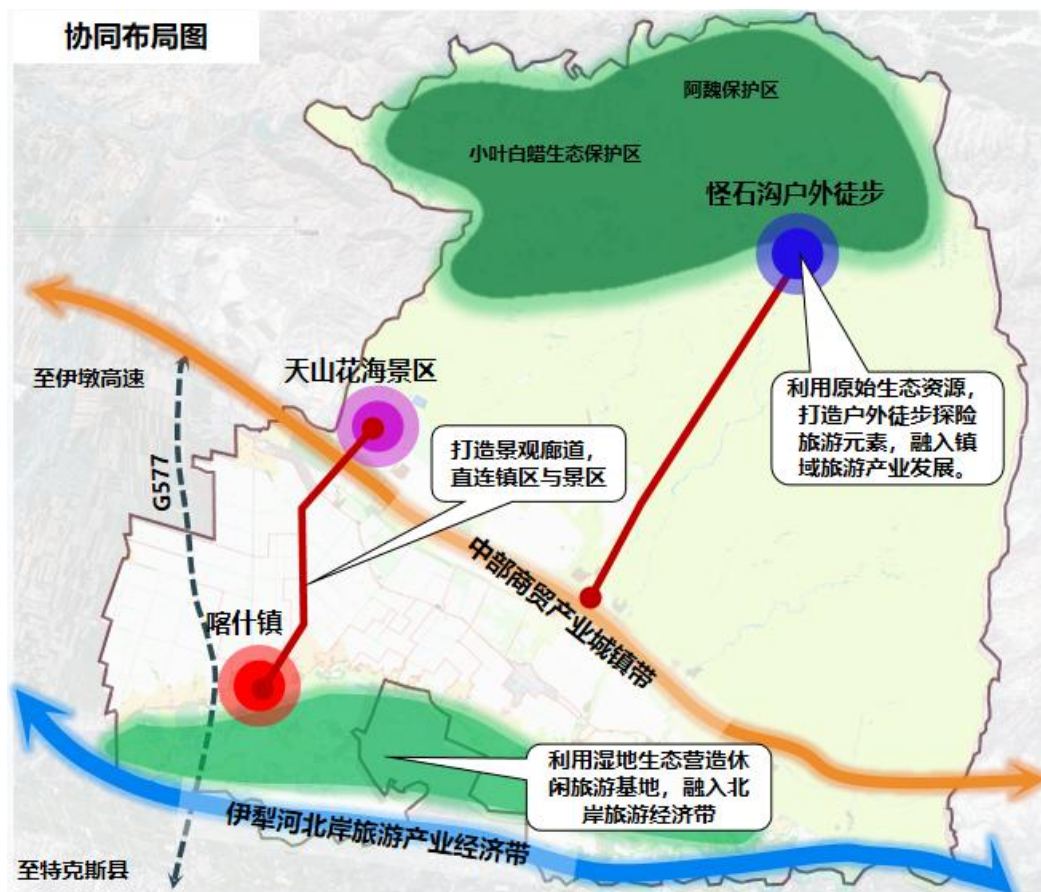 协同布局图
阿魏保护区
小叶白蜡生态保护区
怪石沟户外徒步
天山花海景区
至伊墩高速
利用原始生态资源,
打造户外徒步探险
旅游元素，融入镇
域旅游产业发展。
打造景观廊道，
直连镇区与景区
G577
中部商贸产业城镇带
喀什镇
利用湿地生态营造休
闲旅游基地，融入北
岸旅游经济带
伊犁河北岸旅游产业经济带
至特克斯县